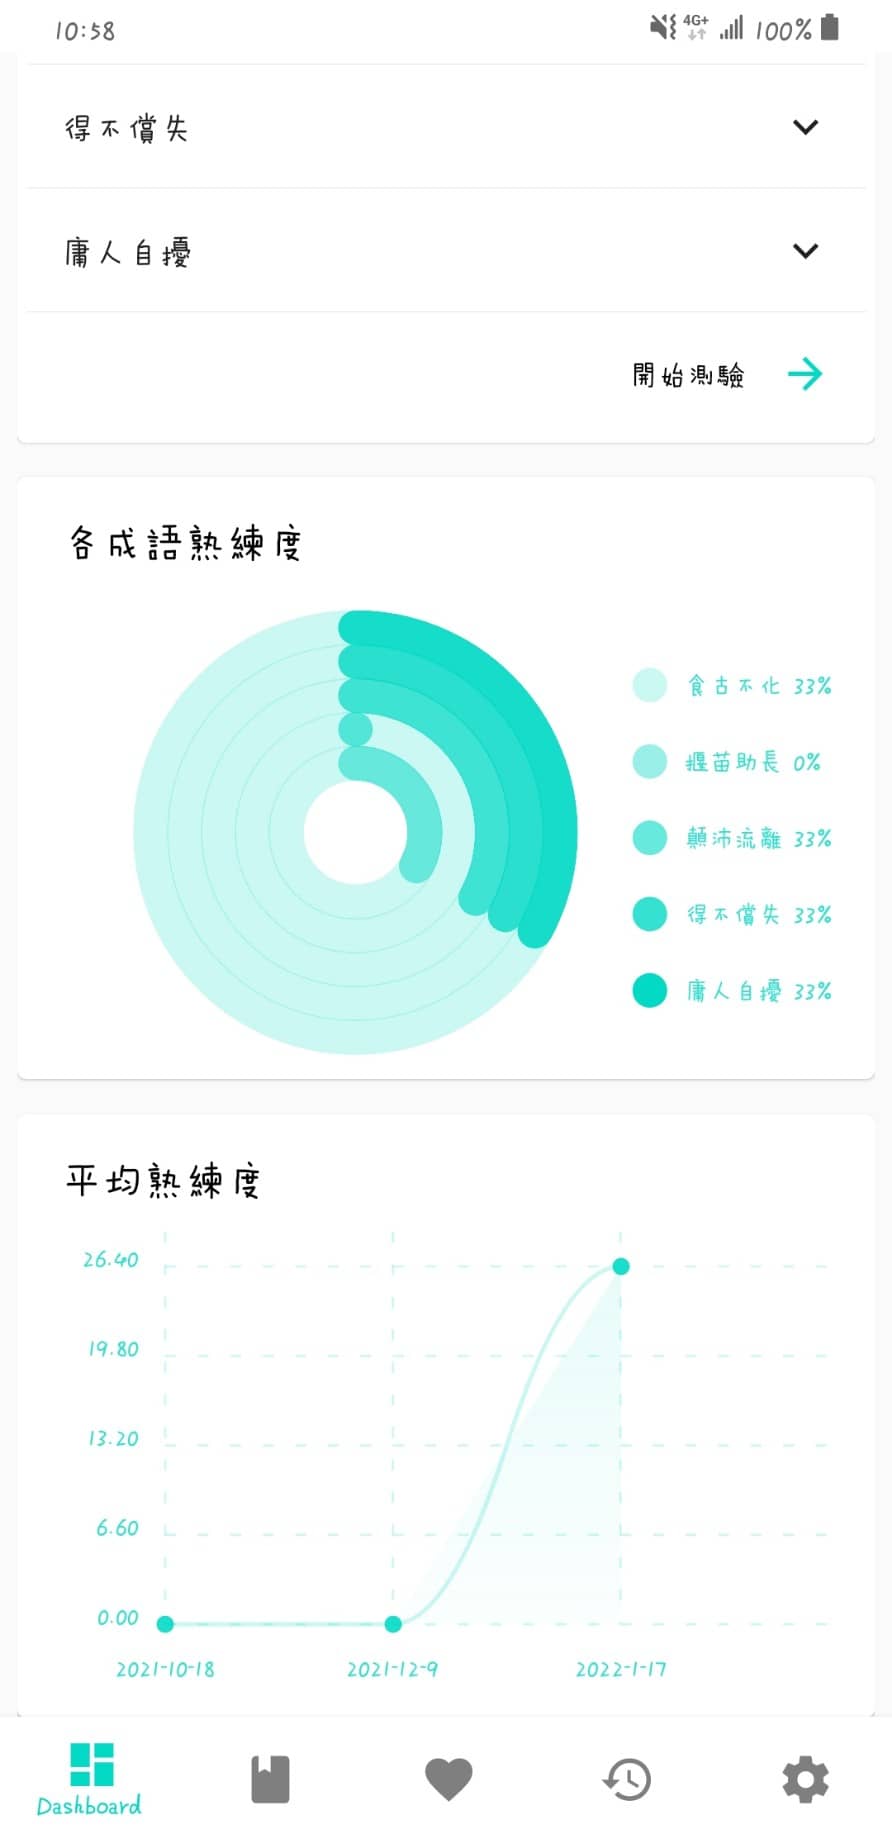 10:58 4G+ 100%
得不償失
庸人自擾
開始測驗
各成語熟練度
食古不化 33%
揠苗助長 0%
顛沛流離 33%
得不償失 33%
庸人自擾 33%
平均熟練度
26.40
19.80
13.20
6.60
0.00
2021-10-18 2021-12-9 2022-1-17
Dashboard